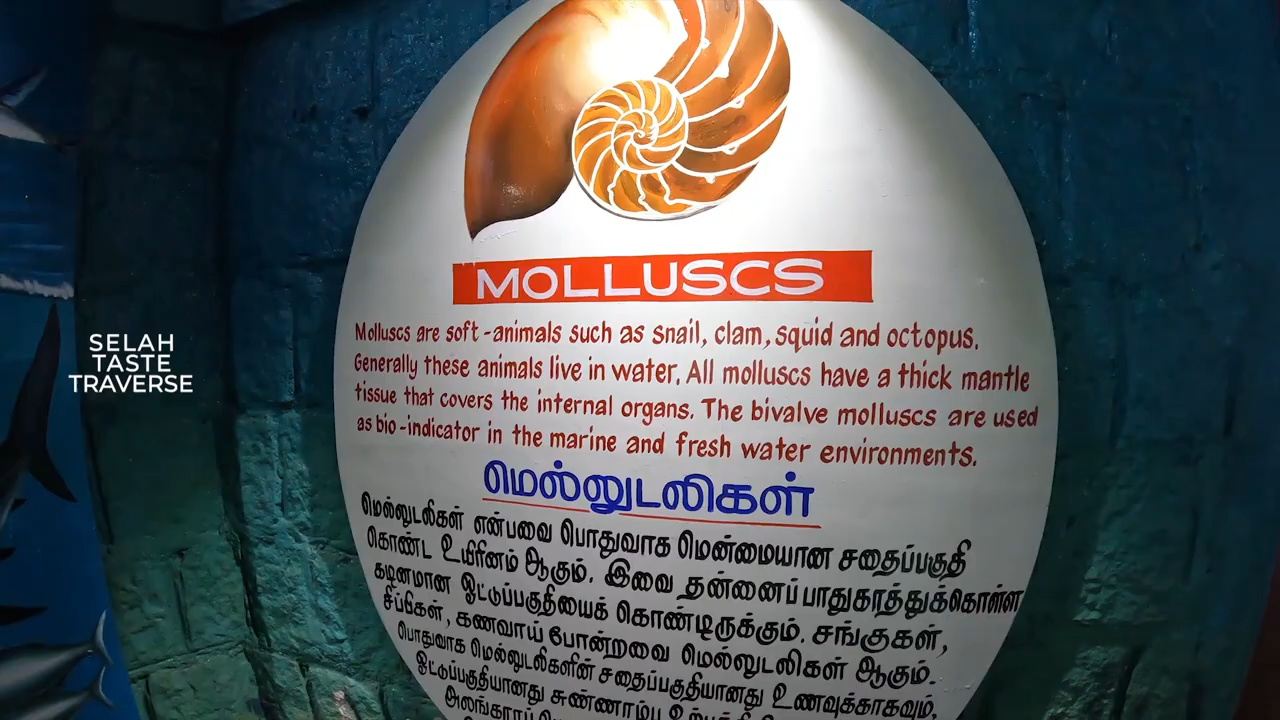 SELAH
TASTE
TRAVERSE
MOLLUSCS
Molluscs are soft-animals such as snail, clam, squid and octopus.
Generally these animals live in water. All molluscs have a thick mantle
tissue that covers the internal organs. The bivalve molluscs are used
as bio-indicator in the marine and fresh water environments.
மெல்லுடலிகள்
மெல்லுடலிகள் என்பவை பொதுவாக மென்மையான சதைப்பகுதி
கொண்ட உயிரினம் ஆகும். இவை தன்னைப் பாதுகாத்துக்கொள்ள
கடினமான ஓட்டுப்பகுதியைக் கொண்டிருக்கும். சங்குகள்,
சிப்பிகள், கணவாய் போன்றவை மெல்லுடலிகள் ஆகும்.
பொதுவாக மெல்லுடலிகளின் சதைப்பகுதியானது உணவுக்காகவும்,
ஓட்டுப்பகுதியானது சுண்ணாம்பு